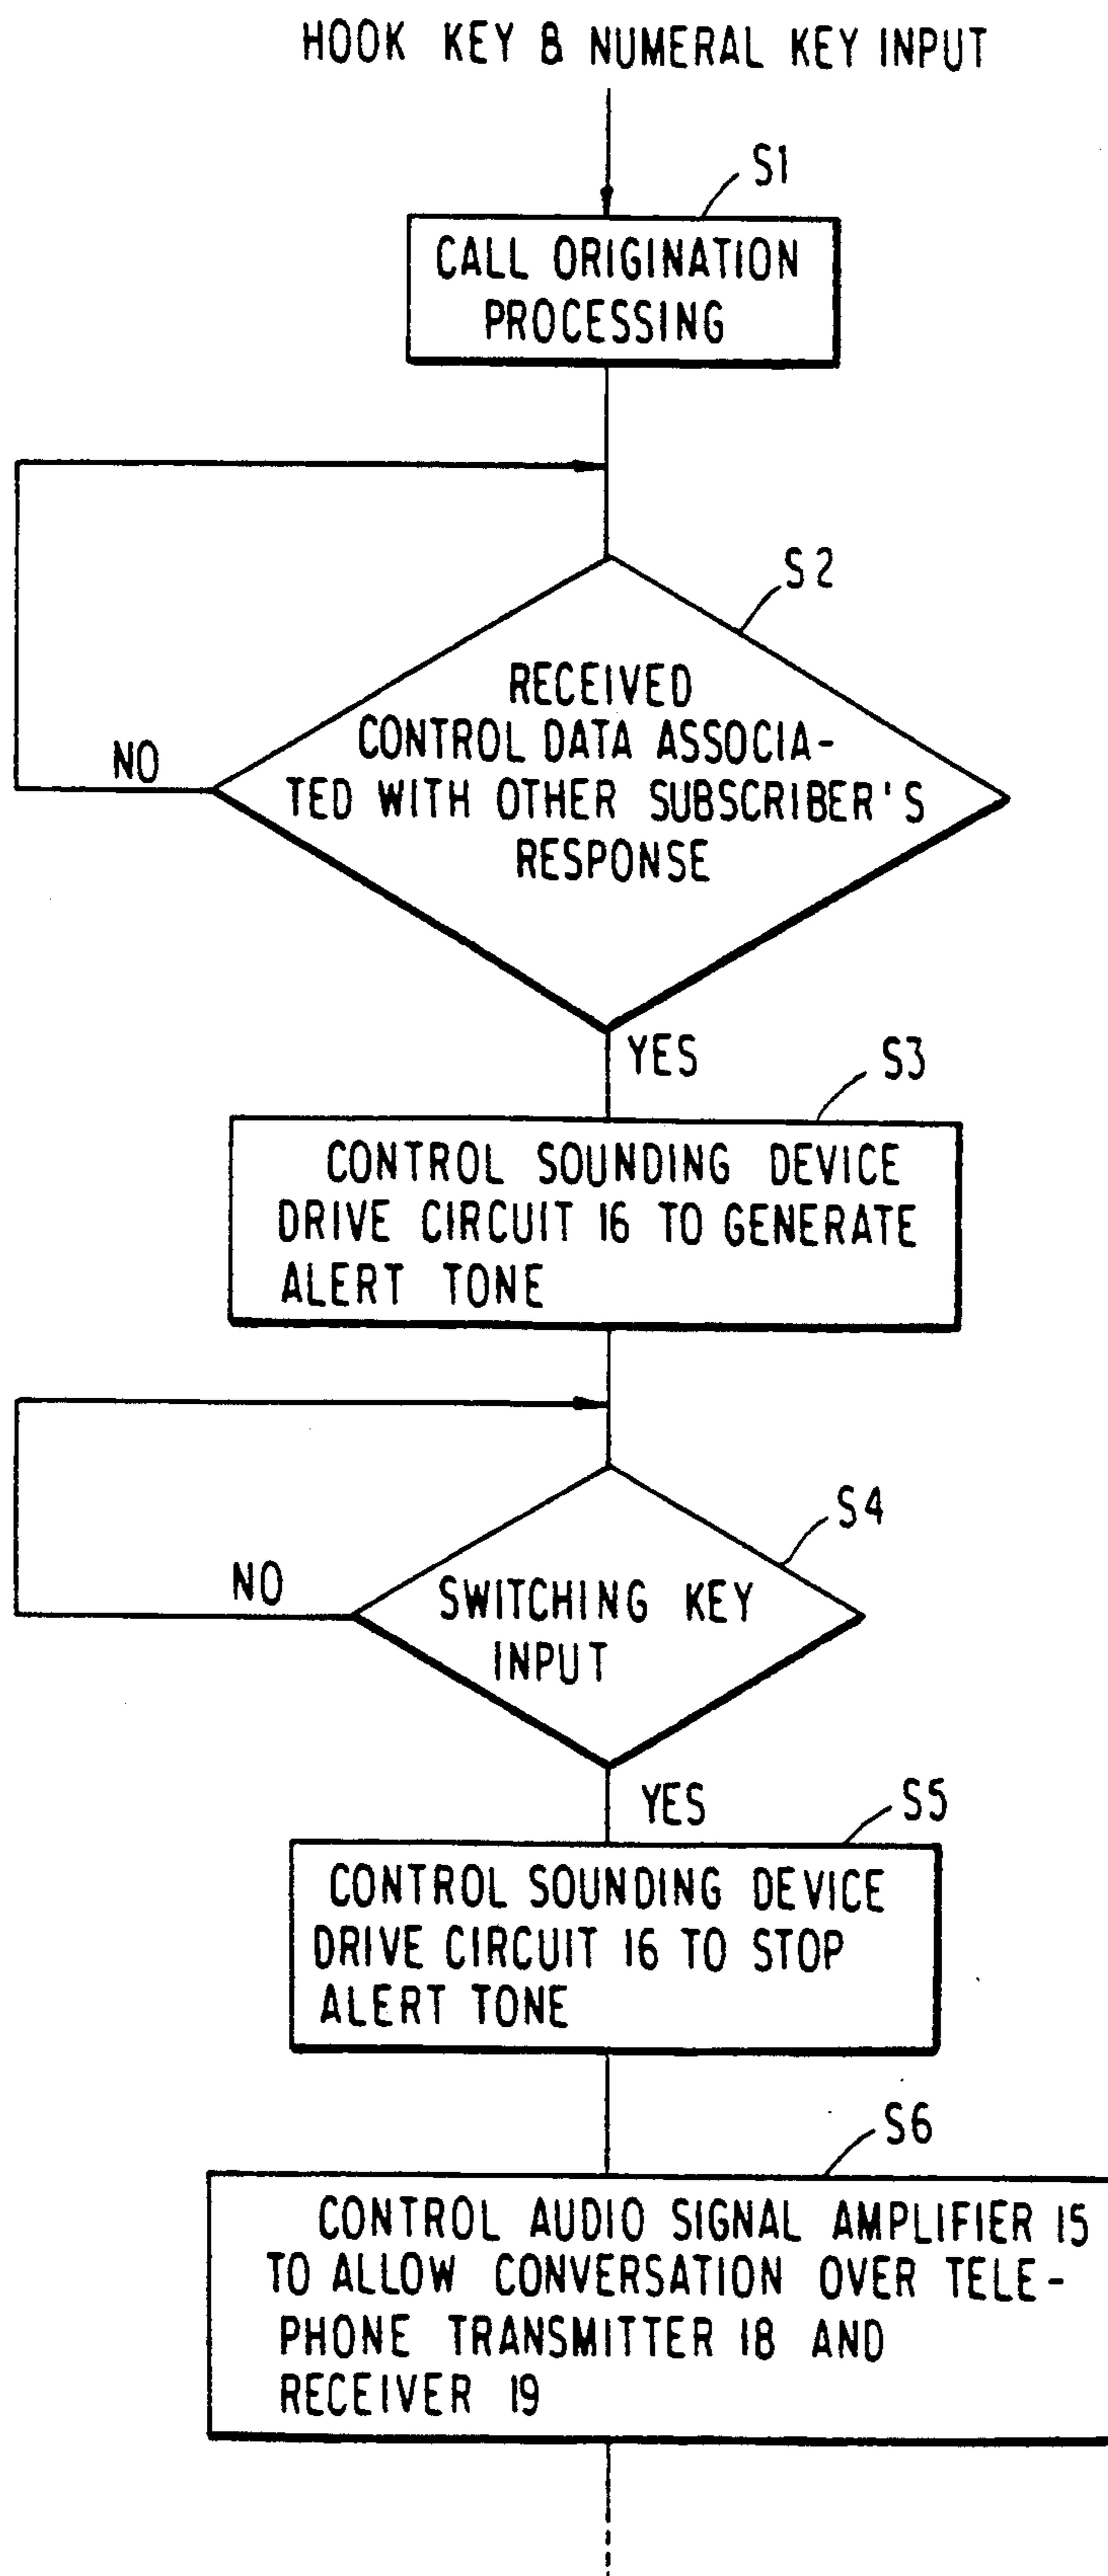 HOOK KEY & NUMERAL KEY INPUT
S1
CALL ORIGINATION
PROCESSING
S2
RECEIVED
CONTROL DATA ASSOCIA-
TED WITH OTHER SUBSCRIBER'S
RESPONSE
NO
YES
S3
CONTROL SOUNDING DEVICE
DRIVE CIRCUIT 16 TO GENERATE
ALERT TONE
S4
NO
SWITCHING KEY
INPUT
YES
S5
CONTROL SOUNDING DEVICE
DRIVE CIRCUIT 16 TO STOP
ALERT TONE
S6
CONTROL AUDIO SIGNAL AMPLIFIER 15
TO ALLOW CONVERSATION OVER TELE-
PHONE TRANSMITTER 18 AND
RECEIVER 19